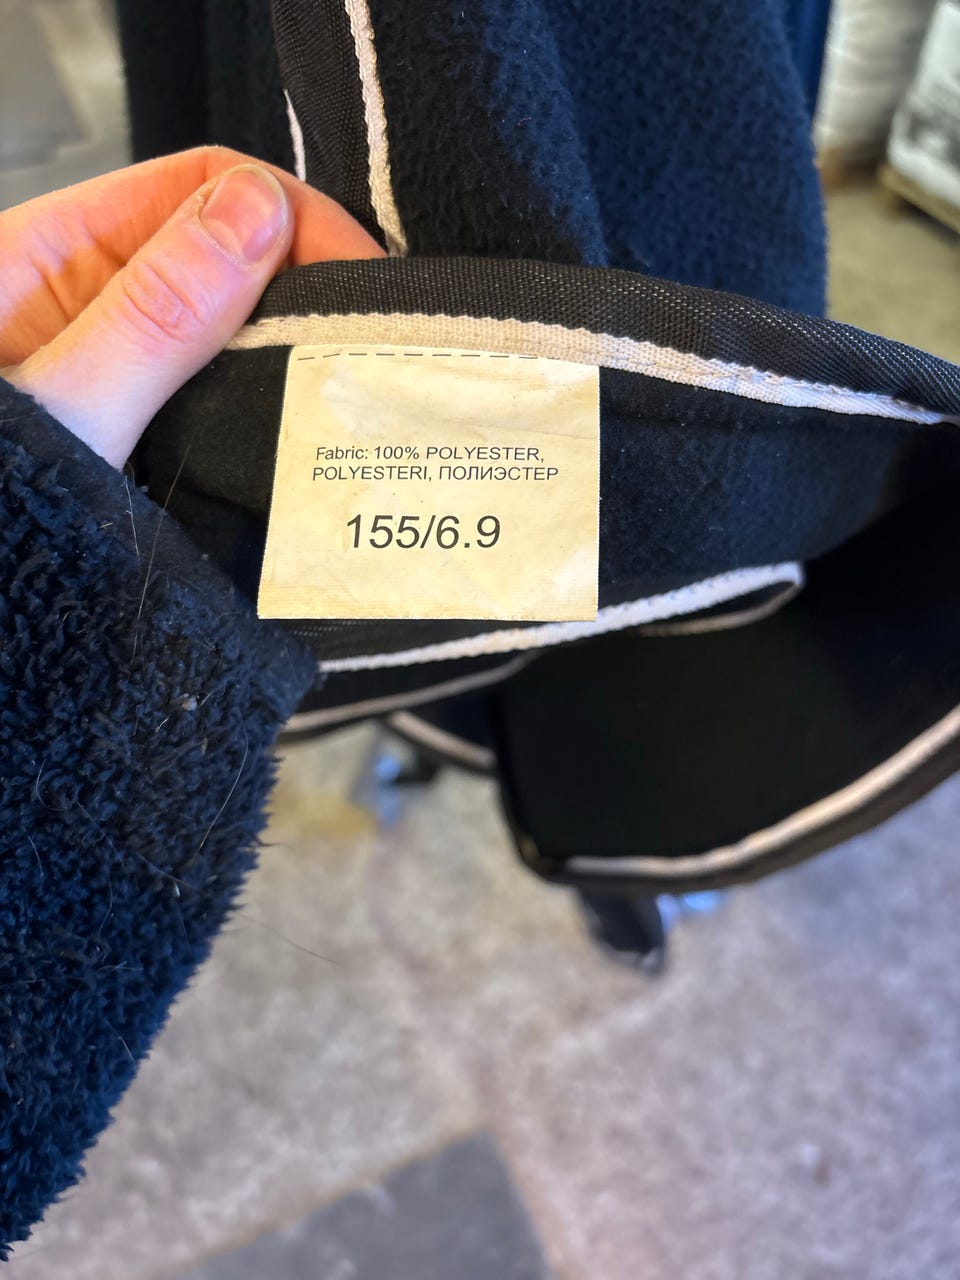 Fabric: 100% POLYESTER,
POLYESTERI, ПОЛИЭСТЕР
155/6.9